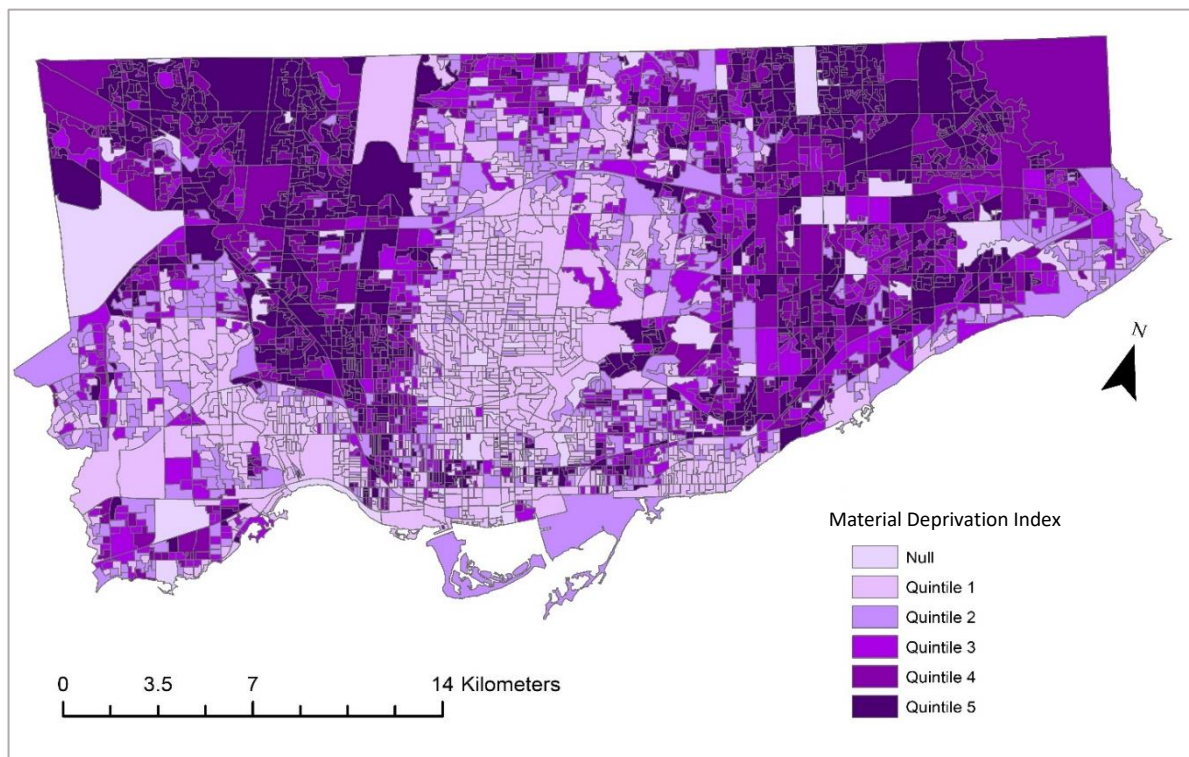 N
Material Deprivation Index
Null
Quintile 1
Quintile 2
Quintile 3
Quintile 4
Quintile 5
0 3.5 7 14 Kilometers